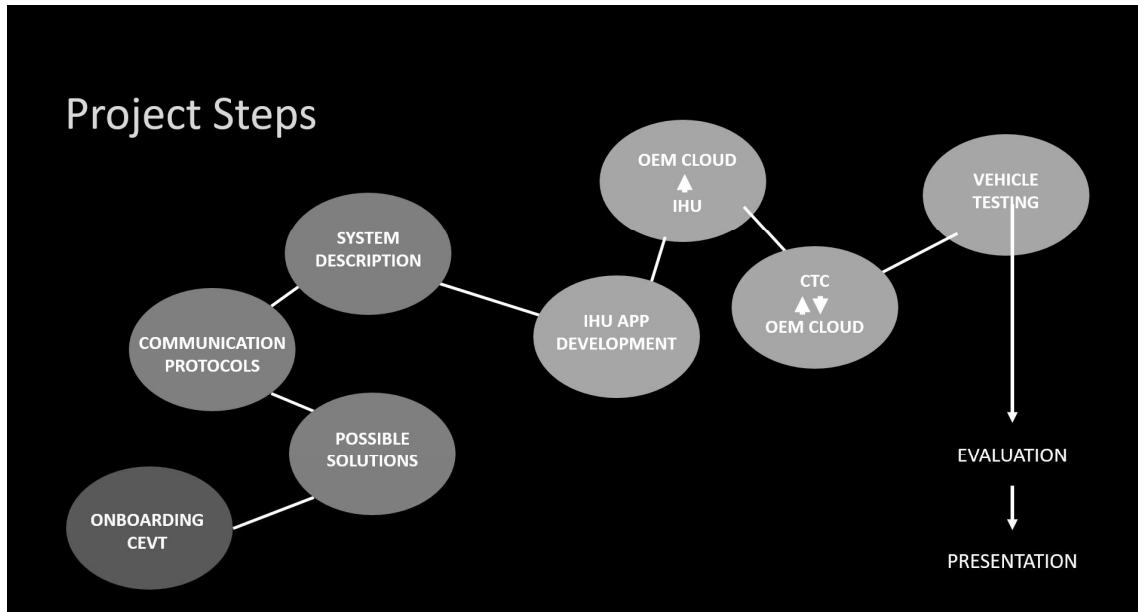 Project Steps
ONBOARDING
CEVT
POSSIBLE
SOLUTIONS
COMMUNICATION
PROTOCOLS
SYSTEM
DESCRIPTION
IHU APP
DEVELOPMENT
OEM CLOUD
IHU
CTC
OEM CLOUD
VEHICLE
TESTING
EVALUATION
PRESENTATION